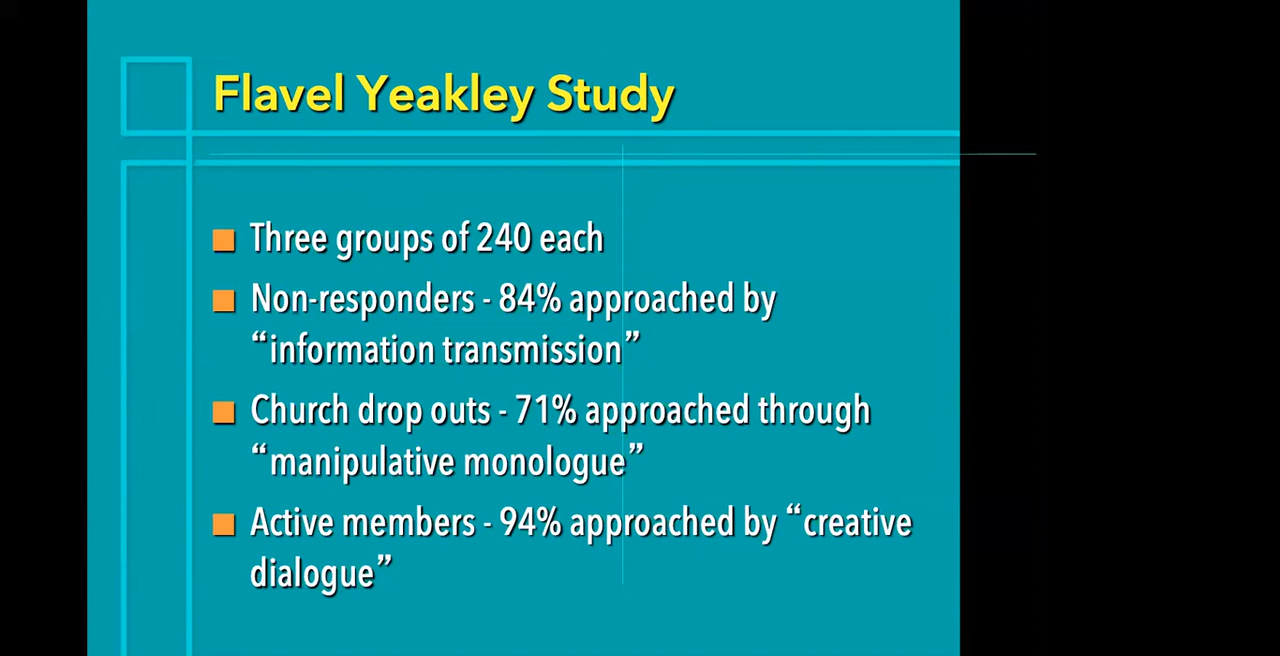 Flavel Yeakley Study
Three groups of 240 each
Non-responders - 84% approached by
“information transmission”
Church drop outs - 71% approached through
“manipulative monologue”
Active members - 94% approached by “creative
dialogue”